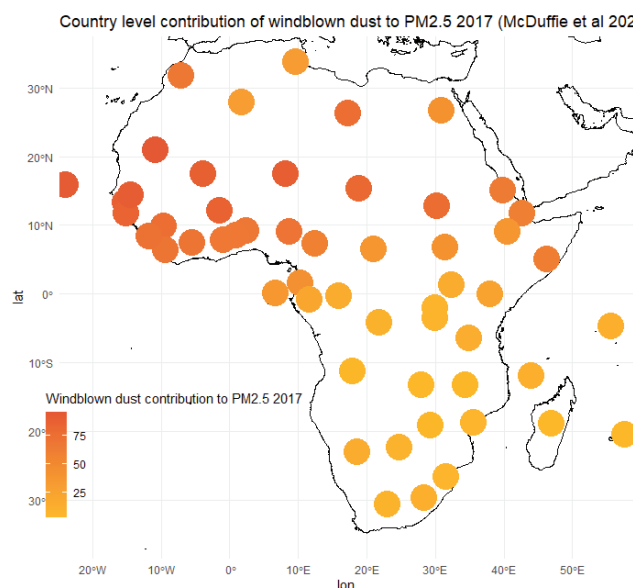 Country level contribution of windblown dust to PM2.5 2017 (McDuffie et al 202
30°N
20°N
10°N
0°
10°S
20°
30°
lat
Windblown dust contribution to PM2.5 2017
75
50
25
20°W
10°W
0°
10°E
20°E
30°E
40°E
50°E
lon